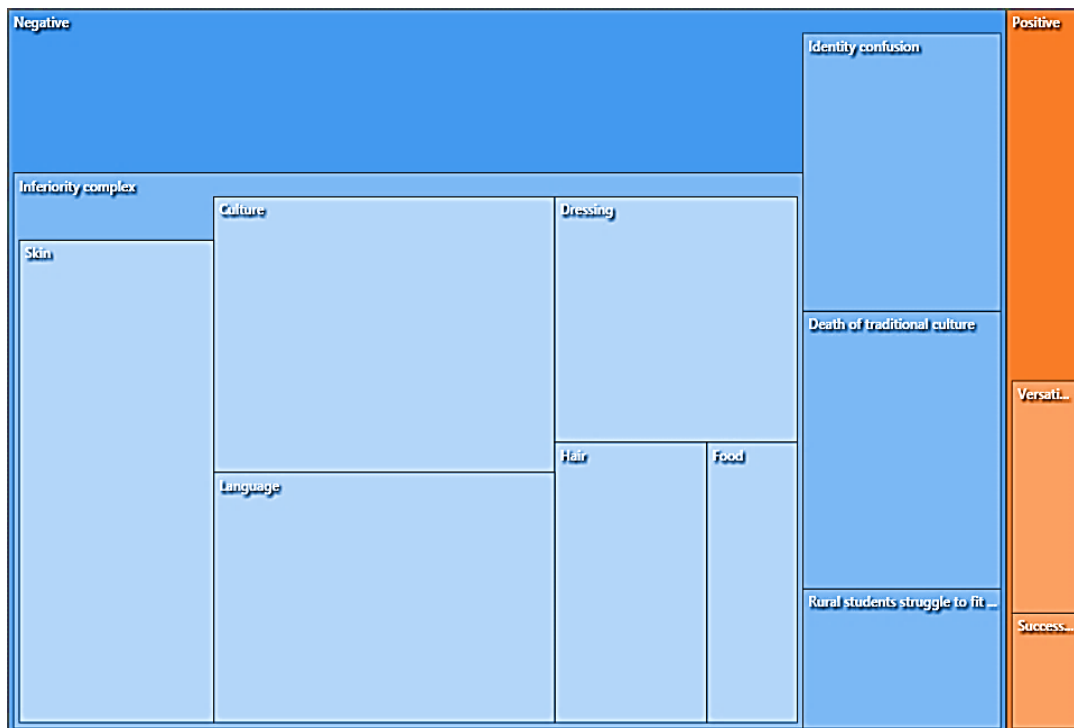 Negative
Positive
Identity confusion
Inferiority complex
Culture
Dressing
Skin
Death of traditional culture
Versati...
Hair
Food
Language
Rural students struggle to fit ...
Success...